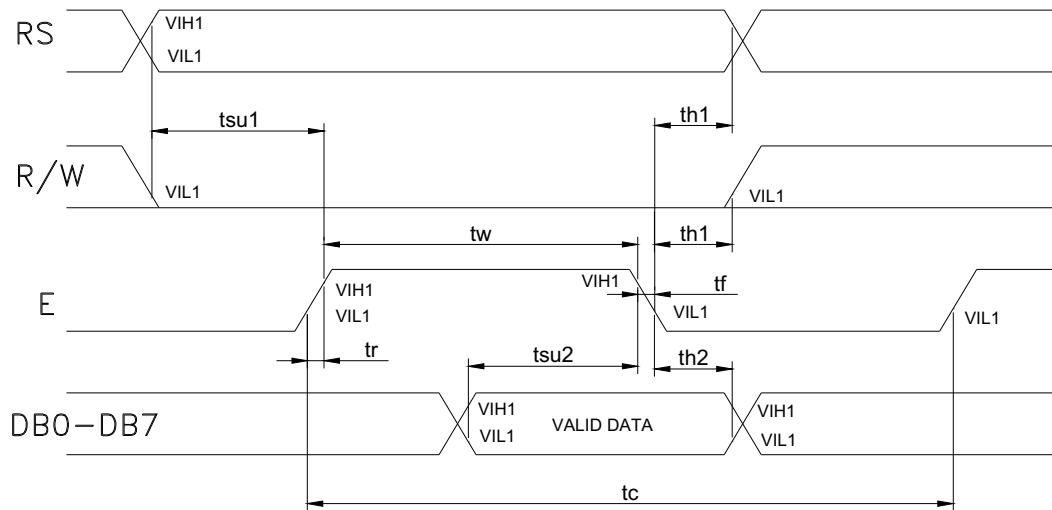 RS
VIH1
VIL1
tsu1
th1
R/W
VIL1
VIL1
tw
th1
E
VIH1
VIL1
VIH1
tf
VIL1
VIL1
tr
tsu2
th2
DB0-DB7
VIH1
VIL1
VALID DATA
VIH1
VIL1
tc